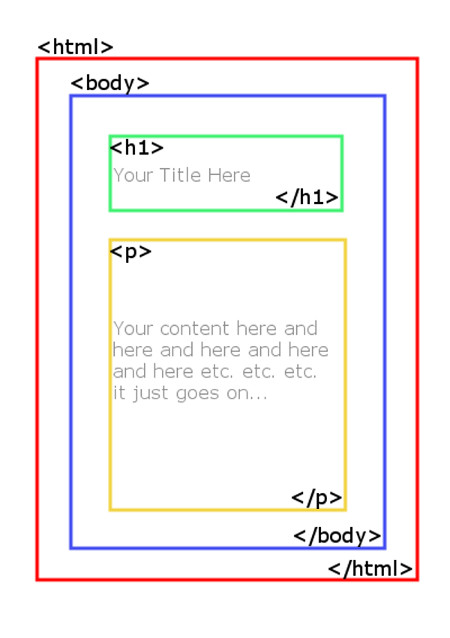 <html>
<body>
<h1>
Your Title Here
</h1>
<p>
Your content here and
here and here and here
and here etc. etc. etc.
it just goes on...
</p>
</body>
</html>